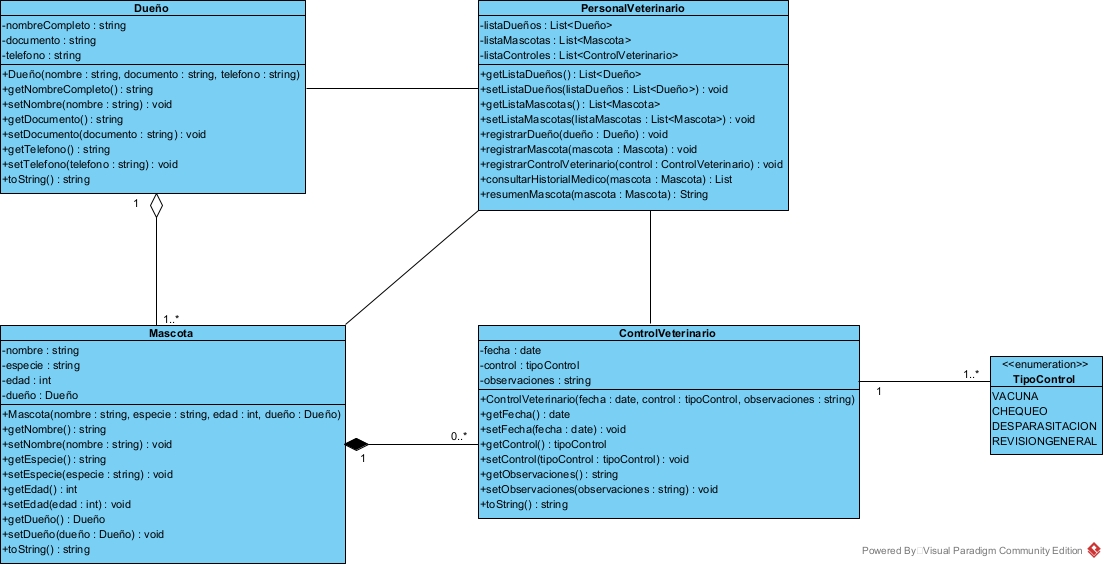 Dueño
-nombreCompleto : string
-documento : string
-telefono : string
+Dueño(nombre : string, documento : string, telefono : string)
+getNombreCompleto() : string
+setNombre(nombre : string) : void
+getDocumento() : string
+setDocumento(documento : string) : void
+getTelefono() : string
+setTelefono(telefono : string) : void
+toString() : string
PersonalVeterinario
-listaDueños : List<Dueño>
-listaMascotas : List<Mascota>
-listaControles : List<ControlVeterinario>
+getListaDueños() : List<Dueño>
+setListaDueños(listaDueños : List<Dueño>) : void
+getListaMascotas() : List<Mascota>
+setListaMascotas(listaMascotas : List<Mascota>) : void
+registrarDueño(dueño : Dueño) : void
+registrarMascota(mascota : Mascota) : void
+registrarControlVeterinario(control : ControlVeterinario) : void
+consultarHistorialMedico(mascota : Mascota) : List
+resumenMascota(mascota : Mascota) : String
1
1..*
Mascota
-nombre : string
-especie : string
-edad : int
-dueño : Dueño
+Mascota(nombre : string, especie : string, edad : int, dueño : Dueño)
+getNombre() : string
+setNombre(nombre : string) : void
+getEspecie() : string
+setEspecie(especie : string) : void
+getEdad() : int
+setEdad(edad : int) : void
+getDueño() : Dueño
+setDueño(dueño : Dueño) : void
+toString() : string
0..*
1
ControlVeterinario
-fecha : date
-control : tipoControl
-observaciones : string
+ControlVeterinario(fecha : date, control : tipoControl, observaciones : string)
+getFecha() : date
+setFecha(fecha : date) : void
+getControl() : tipoControl
+setControl(tipoControl : tipoControl) : void
+getObservaciones() : string
+setObservaciones(observaciones : string) : void
+toString() : string
1..*
1
<<enumeration>>
TipoControl
VACUNA
CHEQUEO
DESPARASITACION
REVISIONGENERAL
Powered By Visual Paradigm Community Edition